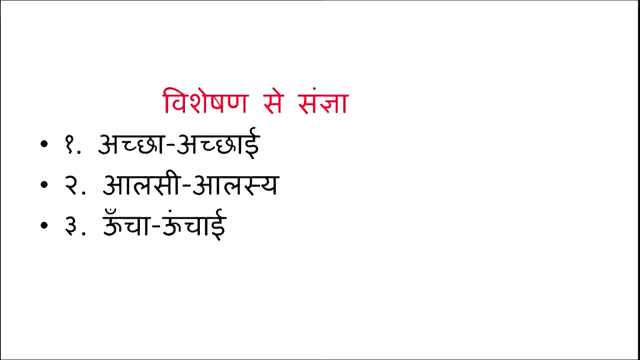 विशेषण से संज्ञा
• १. अच्छा-अच्छाई
• २. आलसी-आलस्य
• ३. ऊँचा-ऊंचाई